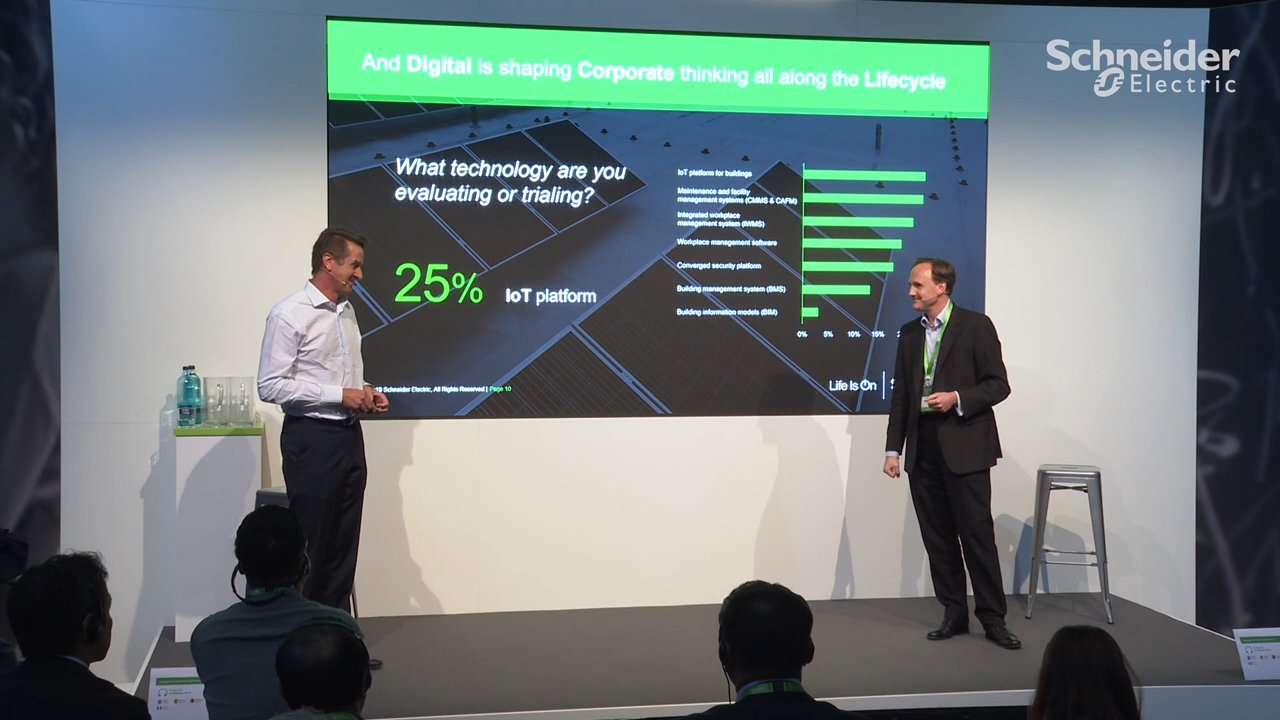 Schneider
Electric
And Digital is shaping Corporate thinking all along the Lifecycle
What technology are you
evaluating or trialing?
25% IoT platform
IoT platform for buildings
Maintenance and facility
management systems (CMMS & CAFM)
Integrated workplace
management system (IWMS)
Workplace management software
Converged security platform
Building management system (BMS)
Building information models (BIM)
0% 5% 10% 15%
Schneider Electric, All Rights Reserved | Page 10
Life Is On